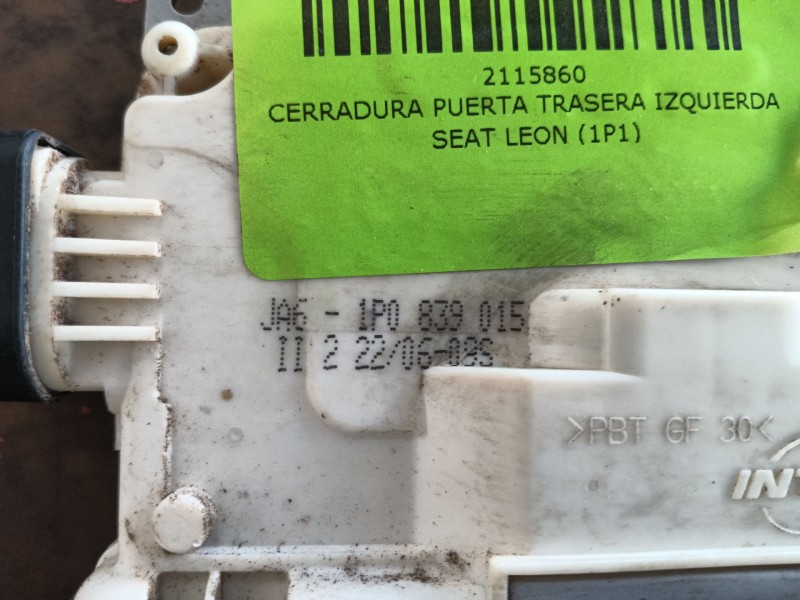 2115860
CERRADURA PUERTA TRASERA IZQUIERDA
SEAT LEON (1P1)
JA6 - 1P0 839 015
II 2 22/06-08S
>PBT GF 30<
INT